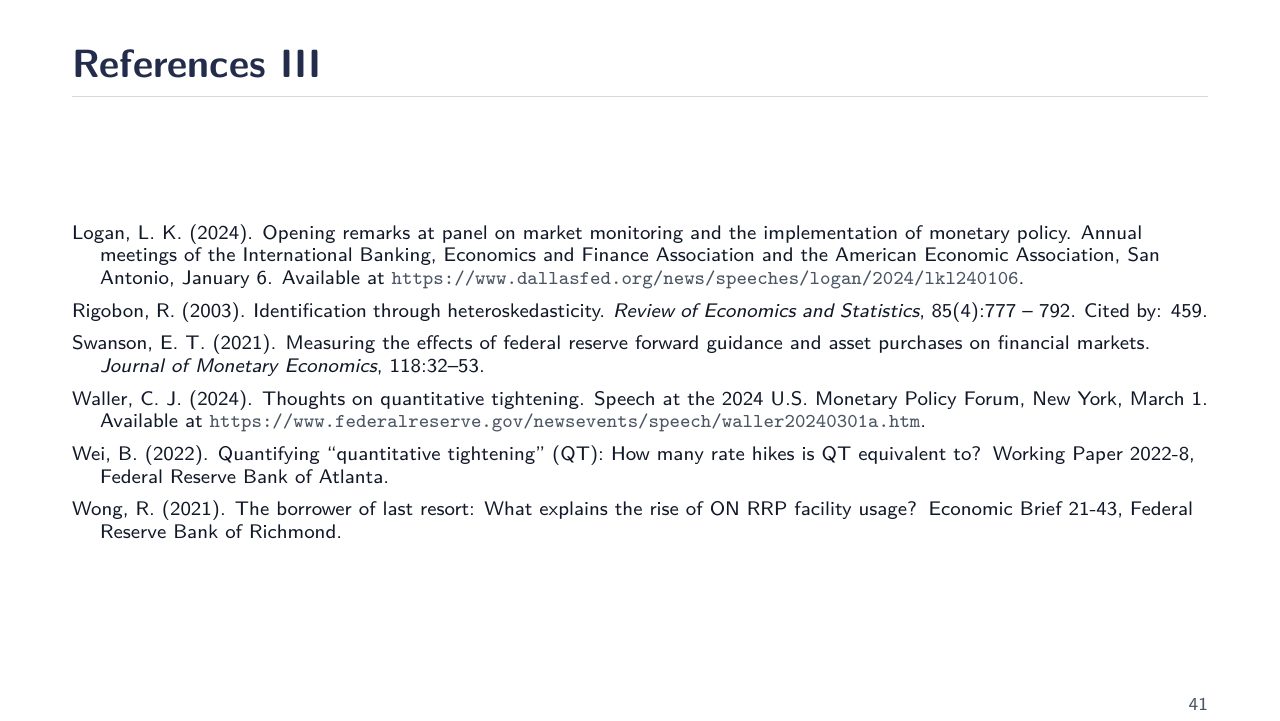 References III
Logan, L. K. (2024). Opening remarks at panel on market monitoring and the implementation of monetary policy. Annual
meetings of the International Banking, Economics and Finance Association and the American Economic Association, San
Antonio, January 6. Available at https://www.dallasfed.org/news/speeches/logan/2024/lkl240106.
Rigobon, R. (2003). Identification through heteroskedasticity. Review of Economics and Statistics, 85(4):777 – 792. Cited by: 459.
Swanson, E. T. (2021). Measuring the effects of federal reserve forward guidance and asset purchases on financial markets.
Journal of Monetary Economics, 118:32–53.
Waller, C. J. (2024). Thoughts on quantitative tightening. Speech at the 2024 U.S. Monetary Policy Forum, New York, March 1.
Available at https://www.federalreserve.gov/newsevents/speech/waller20240301a.htm.
Wei, B. (2022). Quantifying “quantitative tightening” (QT): How many rate hikes is QT equivalent to? Working Paper 2022-8,
Federal Reserve Bank of Atlanta.
Wong, R. (2021). The borrower of last resort: What explains the rise of ON RRP facility usage? Economic Brief 21-43, Federal
Reserve Bank of Richmond.
41